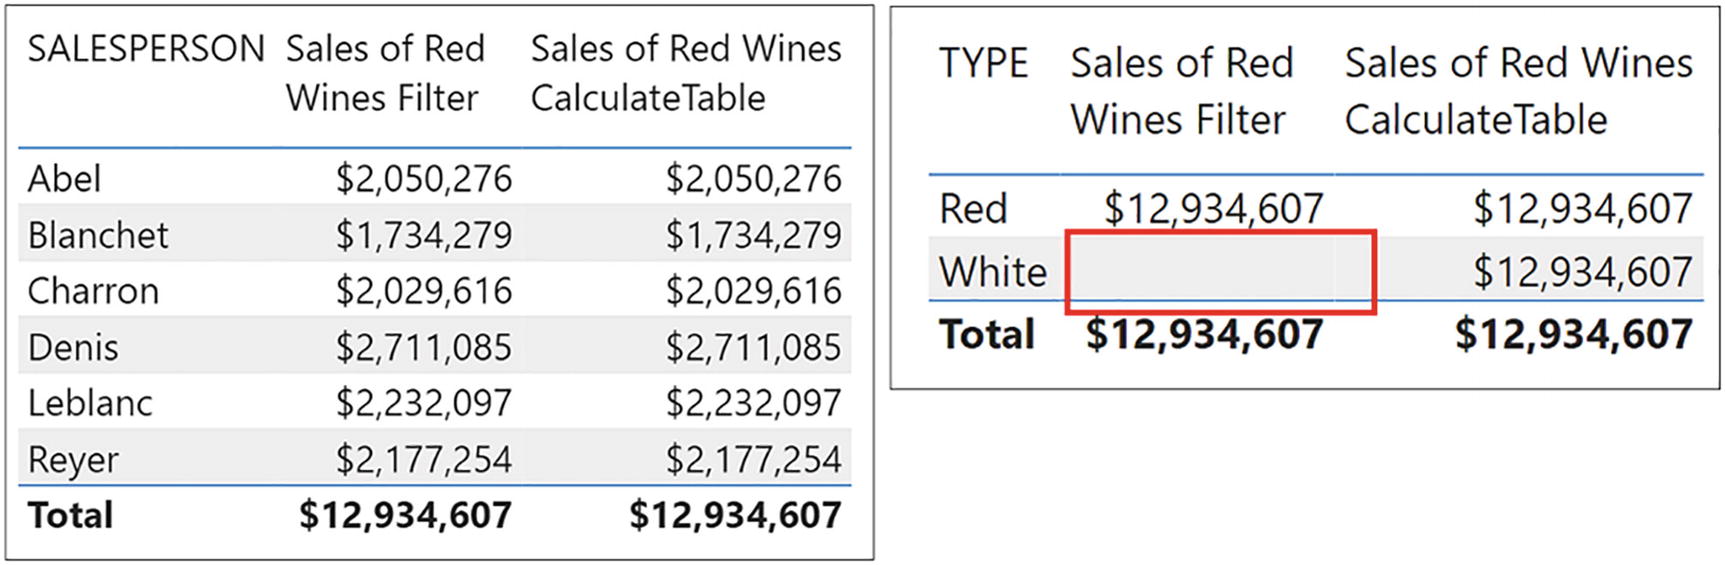 SALESPERSON Sales of Red Sales of Red Wines
Wines Filter CalculateTable
Abel $2,050,276 $2,050,276
Blanchet $1,734,279 $1,734,279
Charron $2,029,616 $2,029,616
Denis $2,711,085 $2,711,085
Leblanc $2,232,097 $2,232,097
Reyer $2,177,254 $2,177,254
Total $12,934,607 $12,934,607
TYPE Sales of Red Sales of Red Wines
Wines Filter CalculateTable
Red $12,934,607 $12,934,607
White $12,934,607
Total $12,934,607 $12,934,607